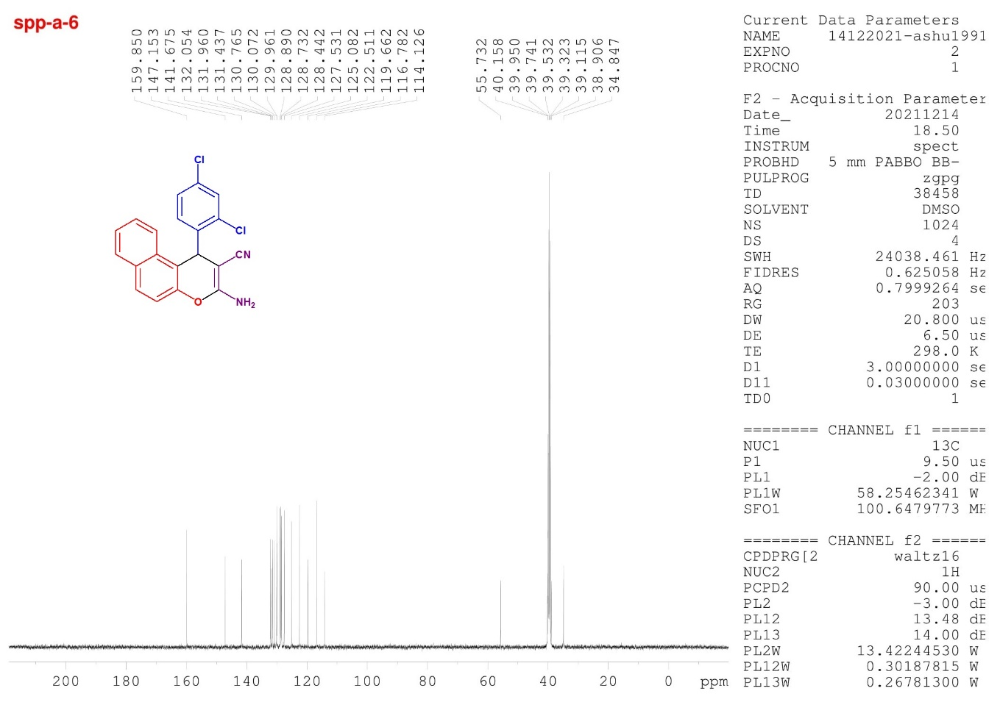 spp-a-6
159.850
147.153
141.675
132.054
131.960
131.437
130.765
130.072
129.961
128.890
128.732
128.442
127.531
125.082
122.511
119.662
116.782
114.126
55.732
40.158
39.950
39.741
39.532
39.323
39.115
38.906
34.847
Cl
Cl
CN
O
NH2
200 180 160 140 120 100 80 60 40 20 0 ppm
Current Data Parameters
NAME 14122021-ashu1991
EXPNO 2
PROCNO 1
F2 - Acquisition Parameter
Date_ 20211214
Time 18.50
INSTRUM spect
PROBHD 5 mm PABBO BB-
PULPROG zgpg
TD 38458
SOLVENT DMSO
NS 1024
DS 4
SWH 24038.461 Hz
FIDRES 0.625058 Hz
AQ 0.7999264 se
RG 203
DW 20.800 us
DE 6.50 us
TE 298.0 K
D1 3.00000000 se
D11 0.03000000 se
TD0 1
======== CHANNEL f1 ======
NUC1 13C
P1 9.50 us
PL1 -2.00 dB
PL1W 58.25462341 W
SFO1 100.6479773 MH
======== CHANNEL f2 ======
CPDPRG[2 waltz16
NUC2 1H
PCPD2 90.00 us
PL2 -3.00 dB
PL12 13.48 dB
PL13 14.00 dB
PL2W 13.42244530 W
PL12W 0.30187815 W
PL13W 0.26781300 W